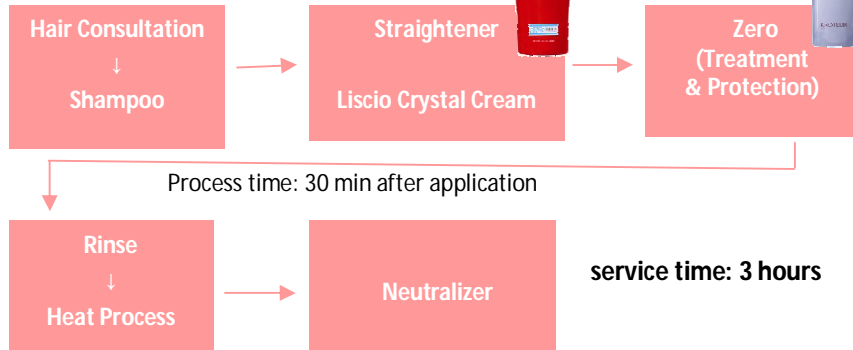 Hair Consultation
↓
Shampoo
Straightener
Liscio Crystal Cream
Zero
(Treatment
& Protection)
Process time: 30 min after application
Rinse
↓
Heat Process
Neutralizer
service time: 3 hours